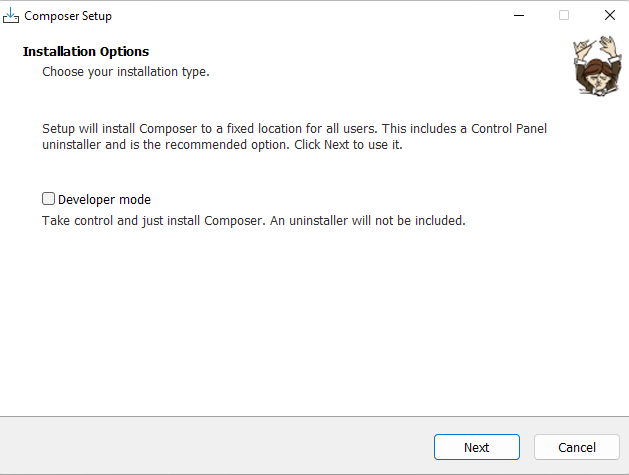 Composer Setup
Installation Options
Choose your installation type.
Setup will install Composer to a fixed location for all users. This includes a Control Panel
uninstaller and is the recommended option. Click Next to use it.
Developer mode
Take control and just install Composer. An uninstaller will not be included.
Next
Cancel